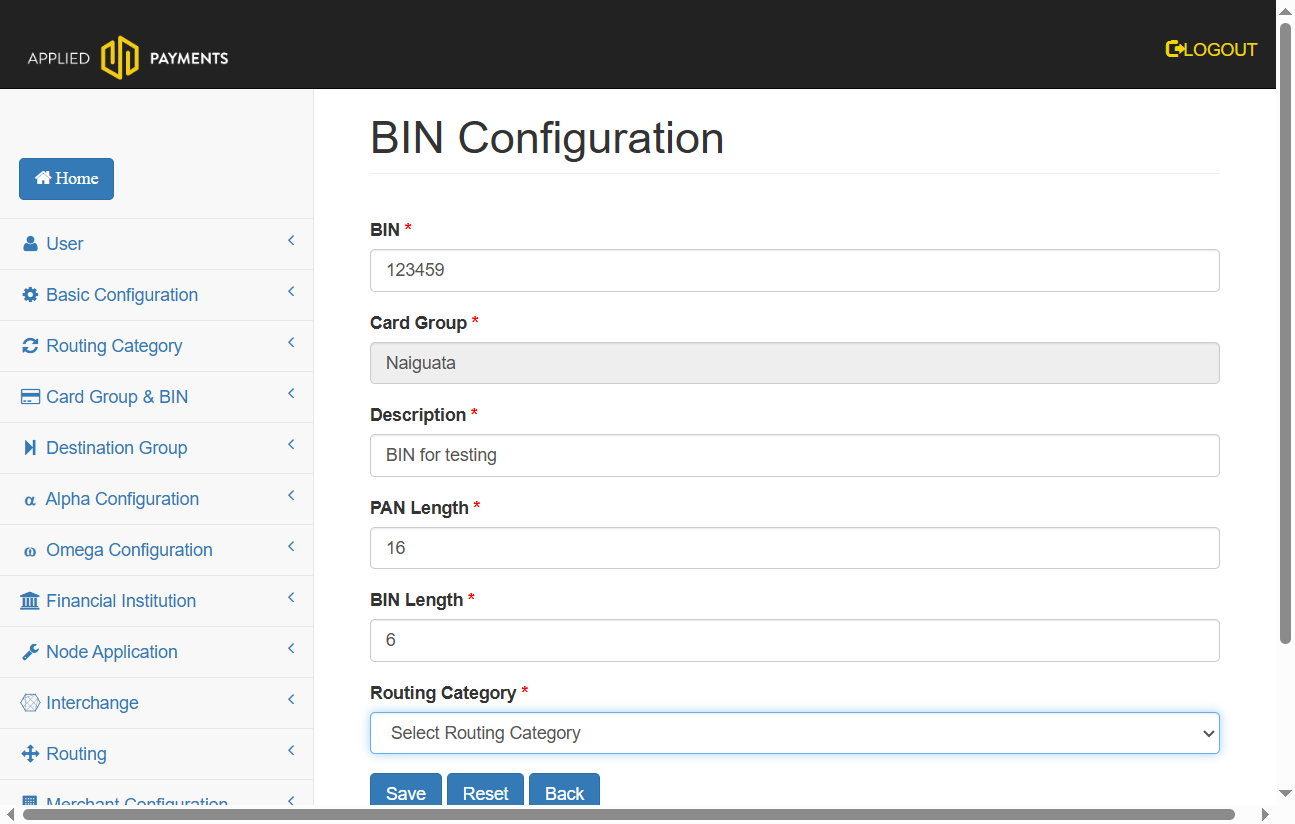 APPLIED PAYMENTS
LOGOUT
Home
User
Basic Configuration
Routing Category
Card Group & BIN
Destination Group
α Alpha Configuration
ω Omega Configuration
Financial Institution
Node Application
Interchange
Routing
Merchant Configuration
BIN Configuration
BIN *
123459
Card Group *
Naiguata
Description *
BIN for testing
PAN Length *
16
BIN Length *
6
Routing Category *
Select Routing Category
Save Reset Back